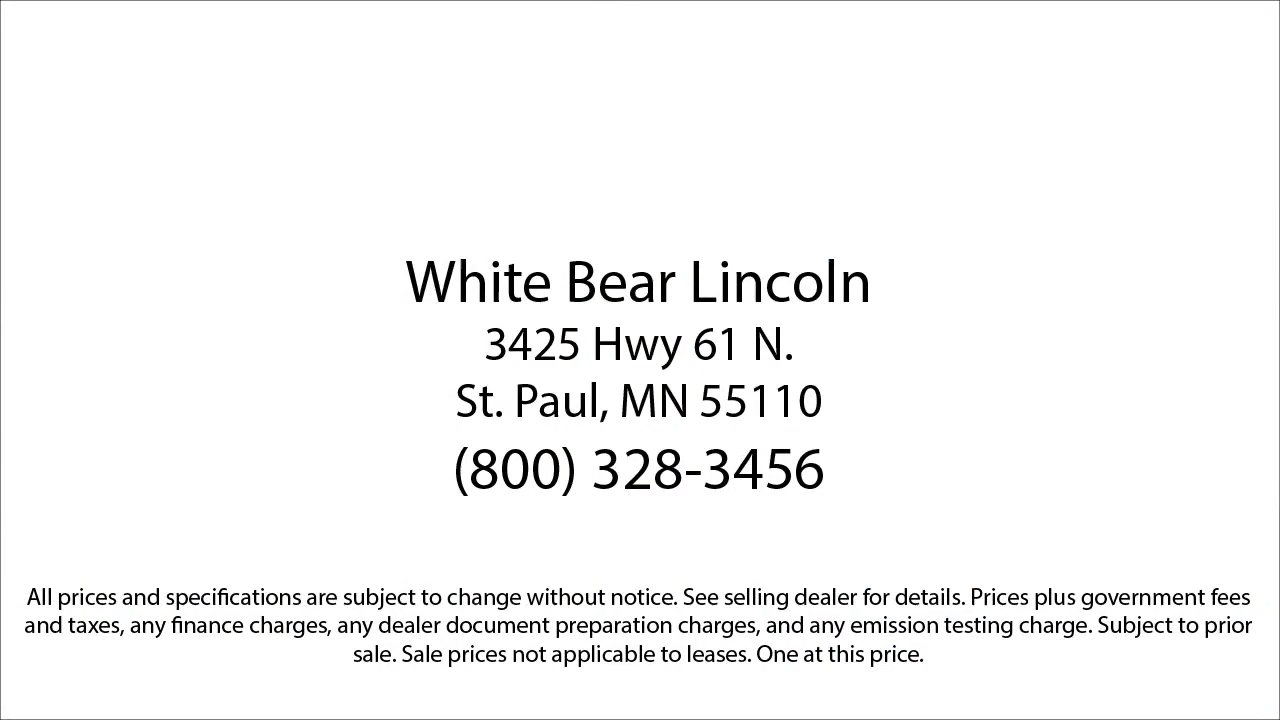 White Bear Lincoln
3425 Hwy 61 N.
St. Paul, MN 55110
(800) 328-3456
All prices and specifications are subject to change without notice. See selling dealer for details. Prices plus government fees
and taxes, any finance charges, any dealer document preparation charges, and any emission testing charge. Subject to prior
sale. Sale prices not applicable to leases. One at this price.